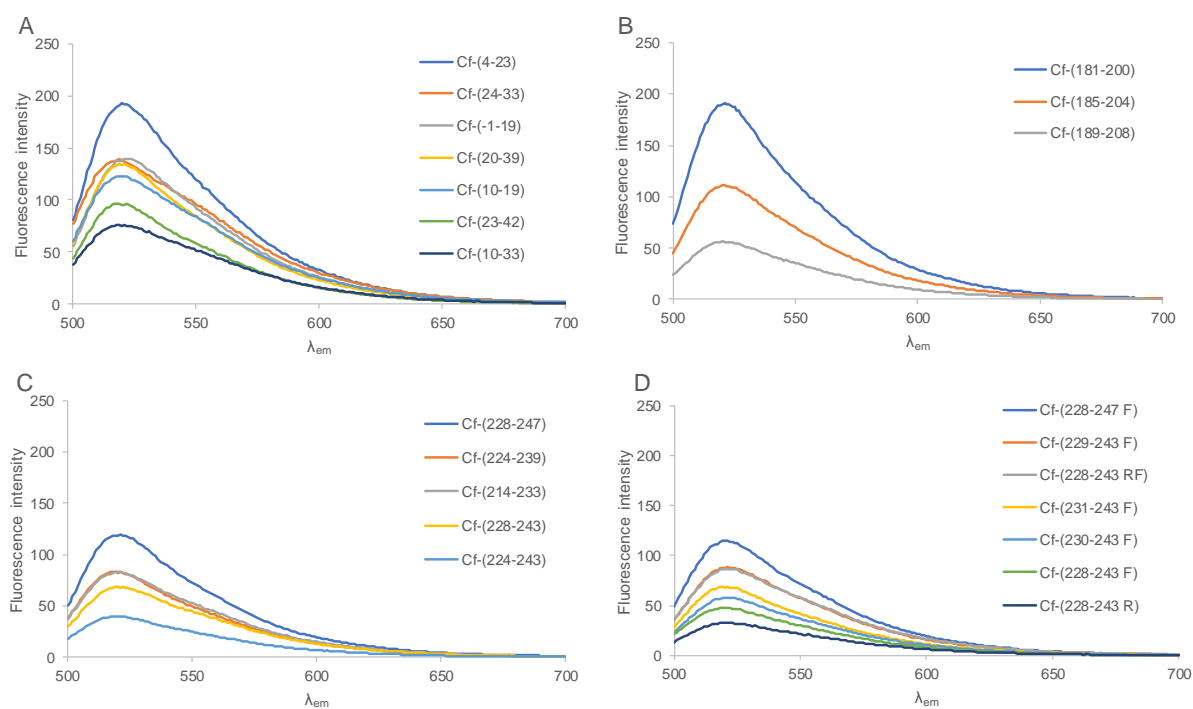 A
Fluorescence intensity
250
200
150
100
50
0
500
550
600
650
700
λem
Cf-(4-23)
Cf-(24-33)
Cf-(-1-19)
Cf-(20-39)
Cf-(10-19)
Cf-(23-42)
Cf-(10-33)
B
Fluorescence intensity
250
200
150
100
50
0
500
550
600
650
700
λem
Cf-(181-200)
Cf-(185-204)
Cf-(189-208)
C
Fluorescence intensity
250
200
150
100
50
0
500
550
600
650
700
λem
Cf-(228-247)
Cf-(224-239)
Cf-(214-233)
Cf-(228-243)
Cf-(224-243)
D
Fluorescence intensity
250
200
150
100
50
0
500
550
600
650
700
λem
Cf-(228-247 F)
Cf-(229-243 F)
Cf-(228-243 RF)
Cf-(231-243 F)
Cf-(230-243 F)
Cf-(228-243 F)
Cf-(228-243 R)